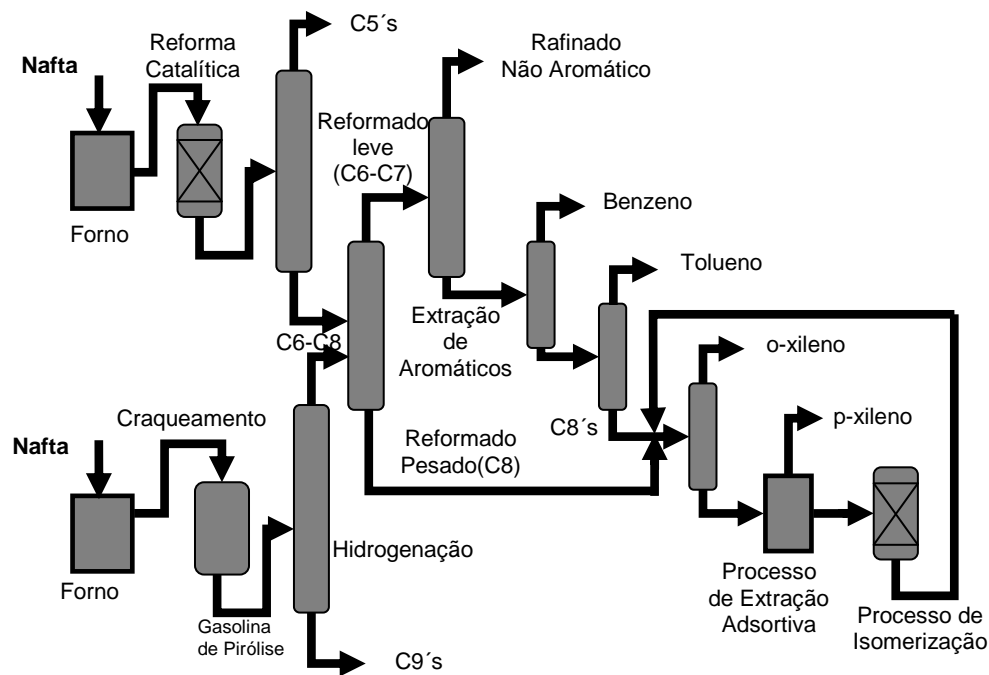 C5´s
Reforma
Catalítica
Nafta
Rafinado
Não Aromático
Reformado
leve
(C6-C7)
Forno
Benzeno
Tolueno
C6-C8
Extração
de
Aromáticos
o-xileno
Craqueamento
Nafta
C8´s
p-xileno
Reformado
Pesado(C8)
Hidrogenação
Forno
Gasolina
de Pirólise
Processo
de Extração
Adsortiva
Processo de
Isomerização
C9´s